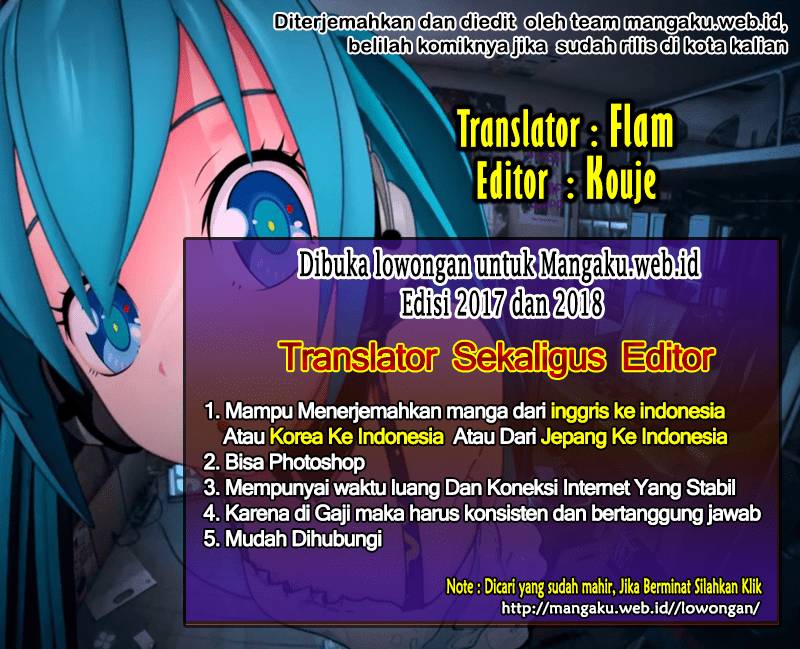 Diterjemahkan dan diedit oleh team mangaku.web.id,
belilah komiknya jika sudah rilis di kota kalian
Translator : Flam
Editor : Kouje
Dibuka lowongan untuk Mangaku.web.id
Edisi 2017 dan 2018
Translator Sekaligus Editor
1. Mampu Menerjemahkan manga dari inggris ke indonesia
Atau Korea Ke Indonesia Atau Dari Jepang Ke Indonesia
2. Bisa Photoshop
3. Mempunyai waktu luang Dan Koneksi Internet Yang Stabil
4. Karena di Gaji maka harus konsisten dan bertanggung jawab
5. Mudah Dihubungi
Note : Dicari yang sudah mahir, Jika Berminat Silahkan Klik
http://mangaku.web.id//lowongan/